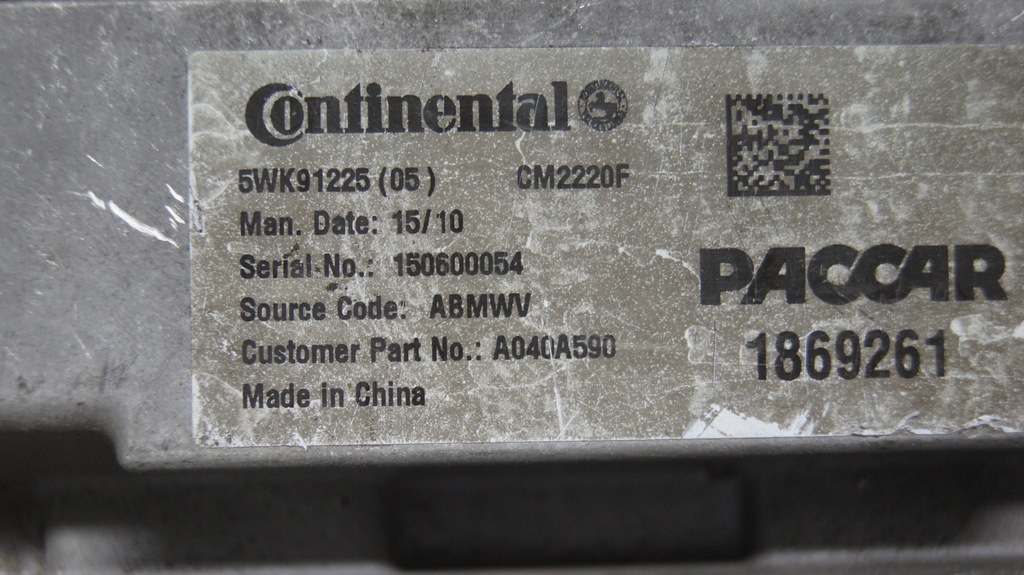 Continental
5WK91225 (05 ) CM2220F
Man. Date: 15/10
Serial No.: 150600054
Source Code: ABMWV
Customer Part No.: A040A590
Made in China
PACCAR
1869261